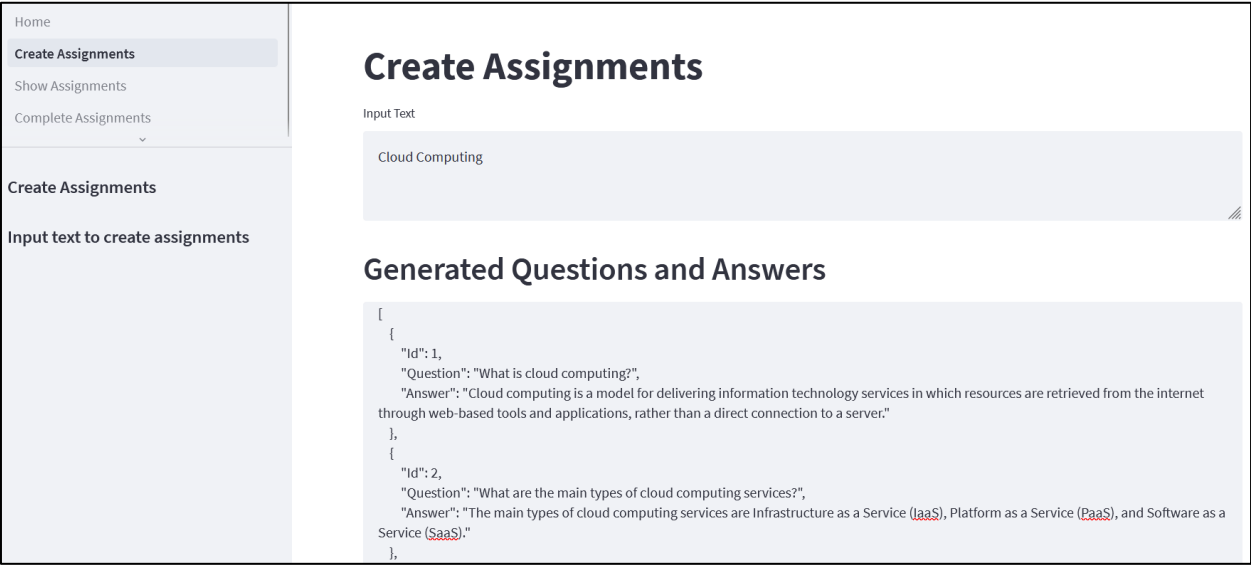 Home
Create Assignments
Show Assignments
Complete Assignments
Create Assignments
Input text to create assignments
Create Assignments
Input Text
Cloud Computing
Generated Questions and Answers
[
{
"Id": 1,
"Question": "What is cloud computing?",
"Answer": "Cloud computing is a model for delivering information technology services in which resources are retrieved from the internet
through web-based tools and applications, rather than a direct connection to a server."
},
{
"Id": 2,
"Question": "What are the main types of cloud computing services?",
"Answer": "The main types of cloud computing services are Infrastructure as a Service (IaaS), Platform as a Service (PaaS), and Software as a
Service (SaaS)."
},